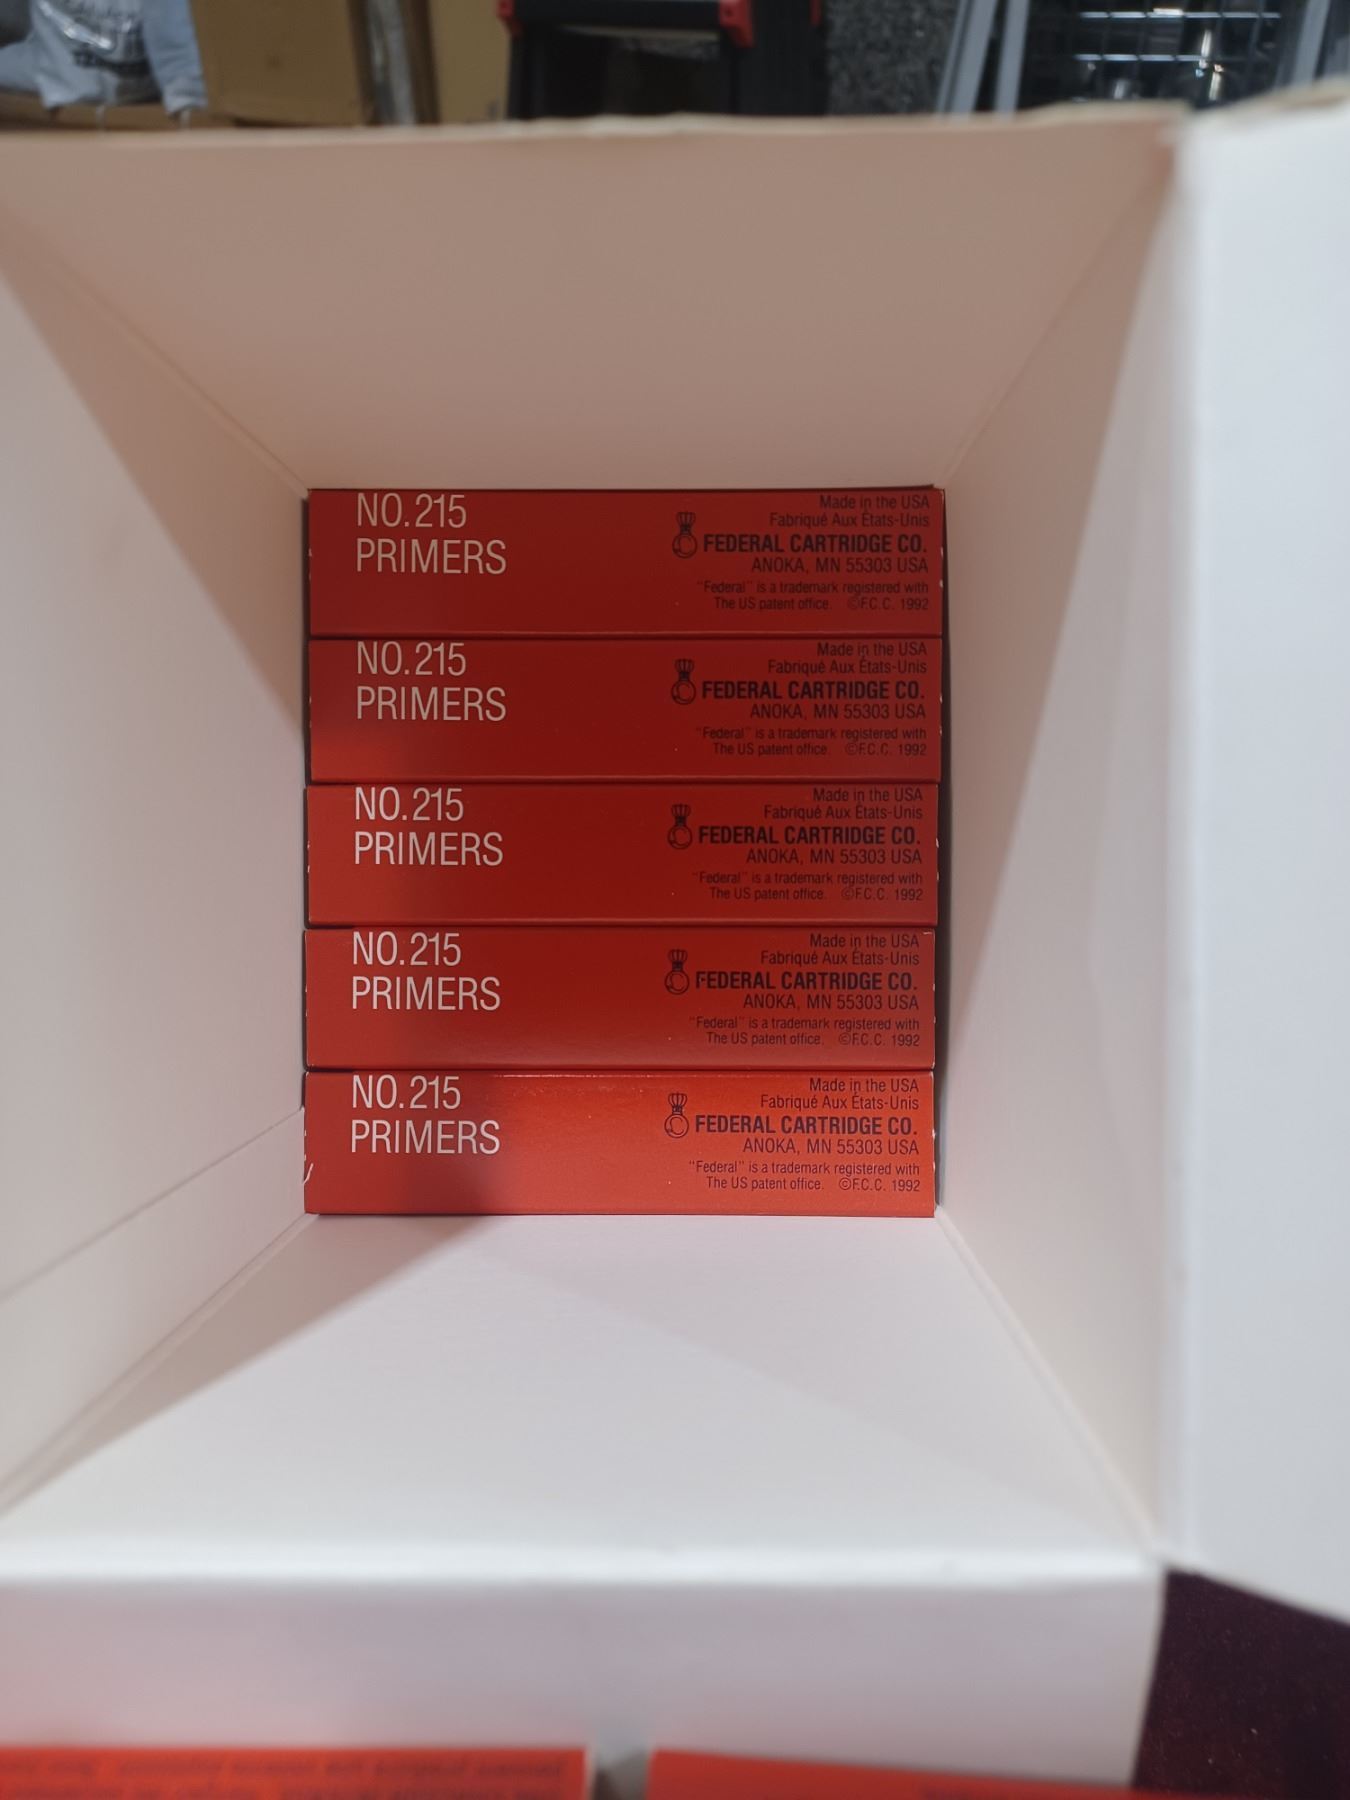 NO. 215
PRIMERS
Made in the USA
Fabriqué Aux États-Unis
FEDERAL CARTRIDGE CO.
ANOKA, MN 55303 USA
"Federal" is a trademark registered with
The US patent office. ©F.C.C. 1992
NO. 215
PRIMERS
Made in the USA
Fabriqué Aux États-Unis
FEDERAL CARTRIDGE CO.
ANOKA, MN 55303 USA
"Federal" is a trademark registered with
The US patent office. ©F.C.C. 1992
NO. 215
PRIMERS
Made in the USA
Fabriqué Aux États-Unis
FEDERAL CARTRIDGE CO.
ANOKA, MN 55303 USA
"Federal" is a trademark registered with
The US patent office. ©F.C.C. 1992
NO. 215
PRIMERS
Made in the USA
Fabriqué Aux États-Unis
FEDERAL CARTRIDGE CO.
ANOKA, MN 55303 USA
"Federal" is a trademark registered with
The US patent office. ©F.C.C. 1992
NO. 215
PRIMERS
Made in the USA
Fabriqué Aux États-Unis
FEDERAL CARTRIDGE CO.
ANOKA, MN 55303 USA
"Federal" is a trademark registered with
The US patent office. ©F.C.C. 1992